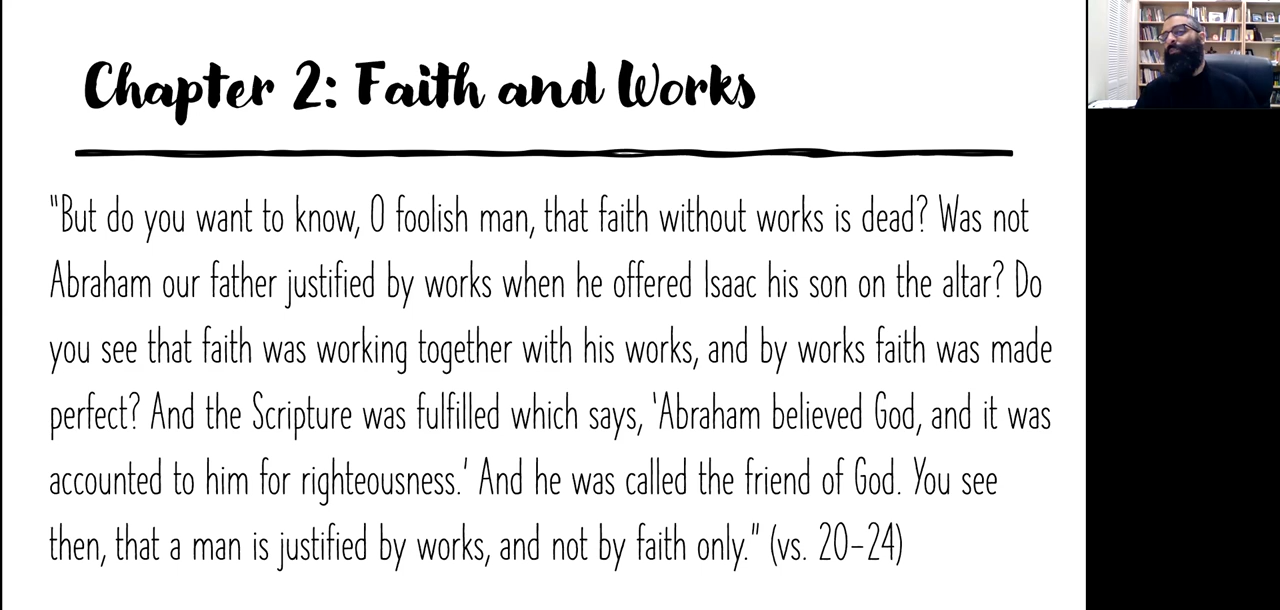 Chapter 2: Faith and Works
"But do you want to know, O foolish man, that faith without works is dead? Was not
Abraham our father justified by works when he offered Isaac his son on the altar? Do
you see that faith was working together with his works, and by works faith was made
perfect? And the Scripture was fulfilled which says, 'Abraham believed God, and it was
accounted to him for righteousness.' And he was called the friend of God. You see
then, that a man is justified by works, and not by faith only." (vs. 20-24)